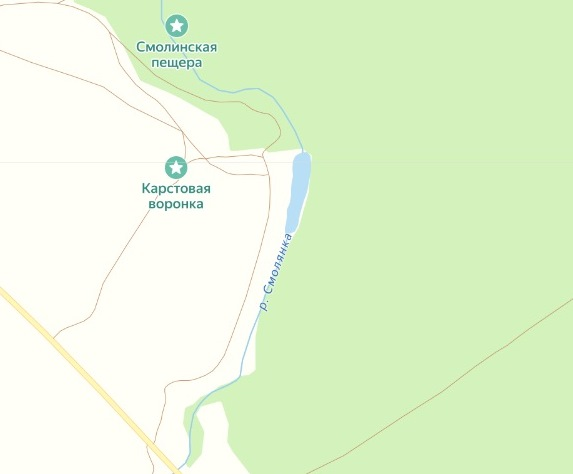 Смолинская
пещера
Карстовая
воронка
р. Смолянка